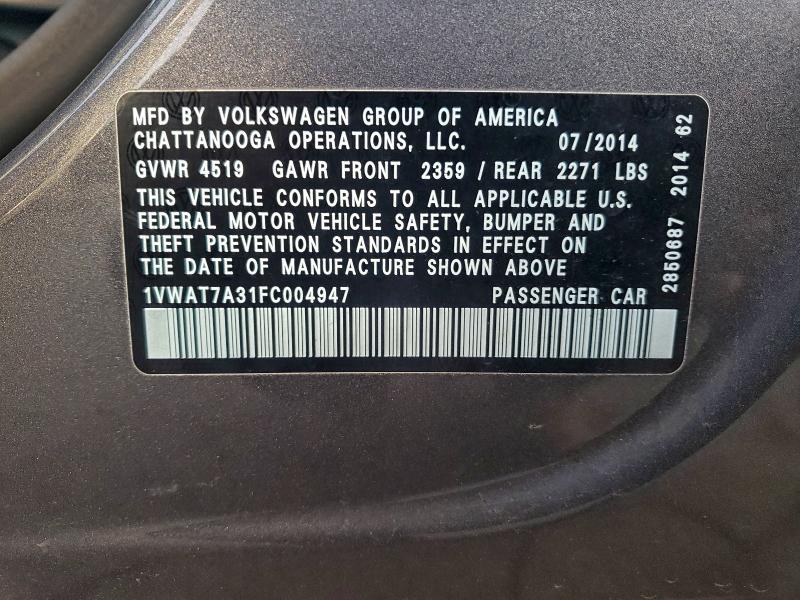 MFD BY VOLKSWAGEN GROUP OF AMERICA
CHATTANOOGA OPERATIONS, LLC. 07/2014
GVWR 4519 GAWR FRONT 2359 / REAR 2271 LBS
THIS VEHICLE CONFORMS TO ALL APPLICABLE U.S.
FEDERAL MOTOR VEHICLE SAFETY, BUMPER AND
THEFT PREVENTION STANDARDS IN EFFECT ON
THE DATE OF MANUFACTURE SHOWN ABOVE
1VWAT7A31FC004947 PASSENGER CAR
2850687 2014 62